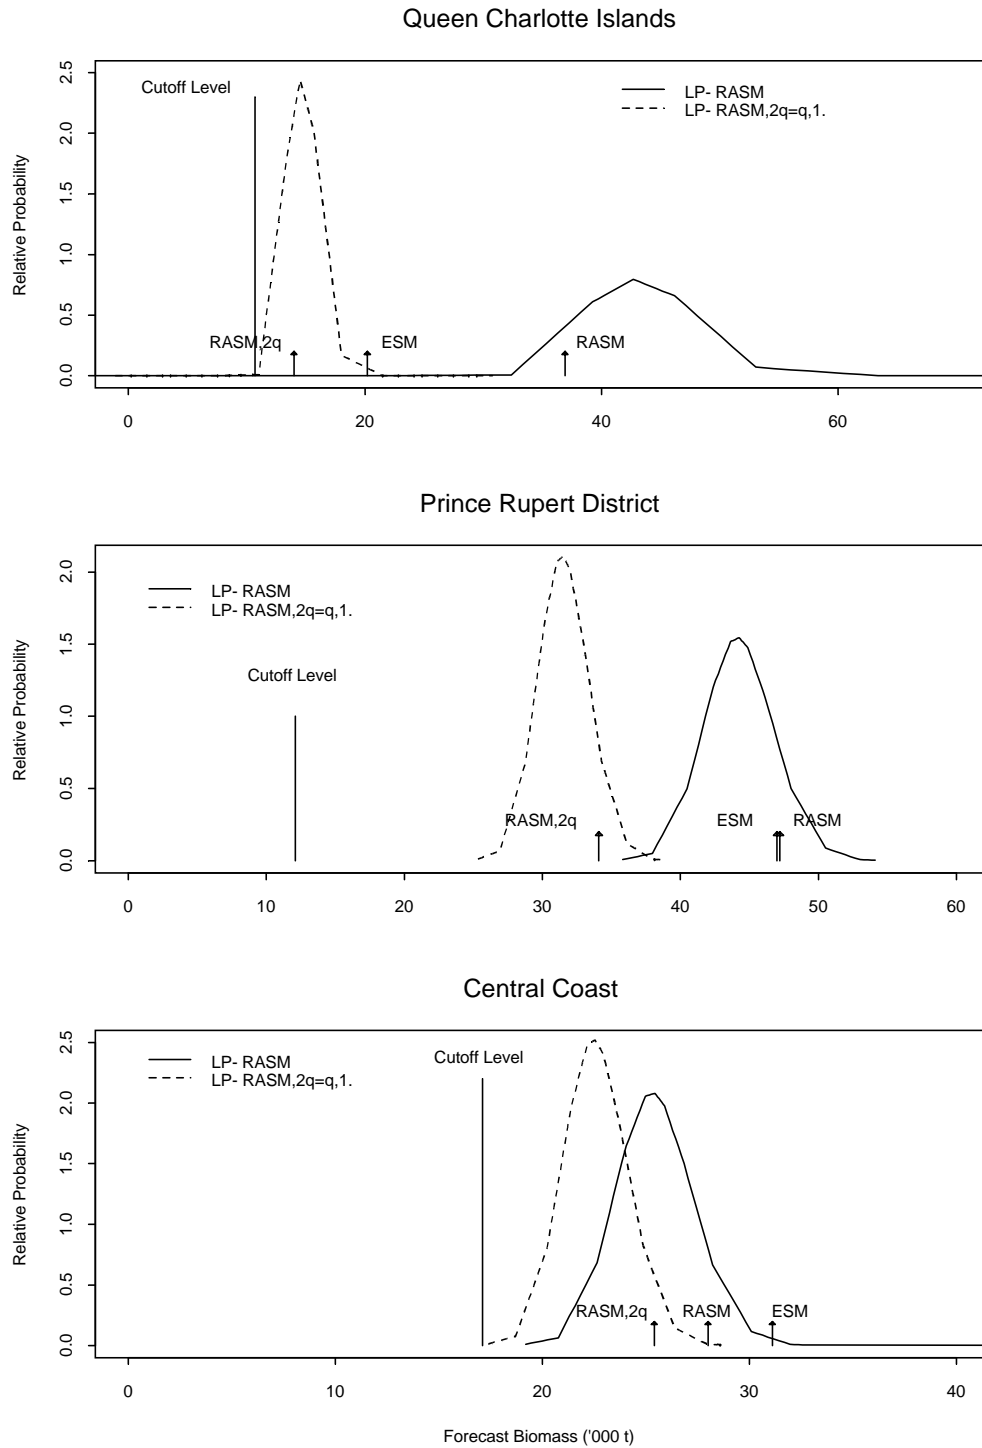 Queen Charlotte Islands
Relative Probability
2.5
2.0
1.5
1.0
0.5
0.0
Cutoff Level
LP- RASM
LP- RASM,2q=q,1.
RASM,2q
ESM
RASM
0 20 40 60
Prince Rupert District
Relative Probability
2.0
1.5
1.0
0.5
0.0
LP- RASM
LP- RASM,2q=q,1.
Cutoff Level
RASM,2q
ESM
RASM
0 10 20 30 40 50 60
Central Coast
Relative Probability
2.5
2.0
1.5
1.0
0.5
0.0
LP- RASM
LP- RASM,2q=q,1.
Cutoff Level
RASM,2q
RASM
ESM
0 10 20 30 40
Forecast Biomass ('000 t)